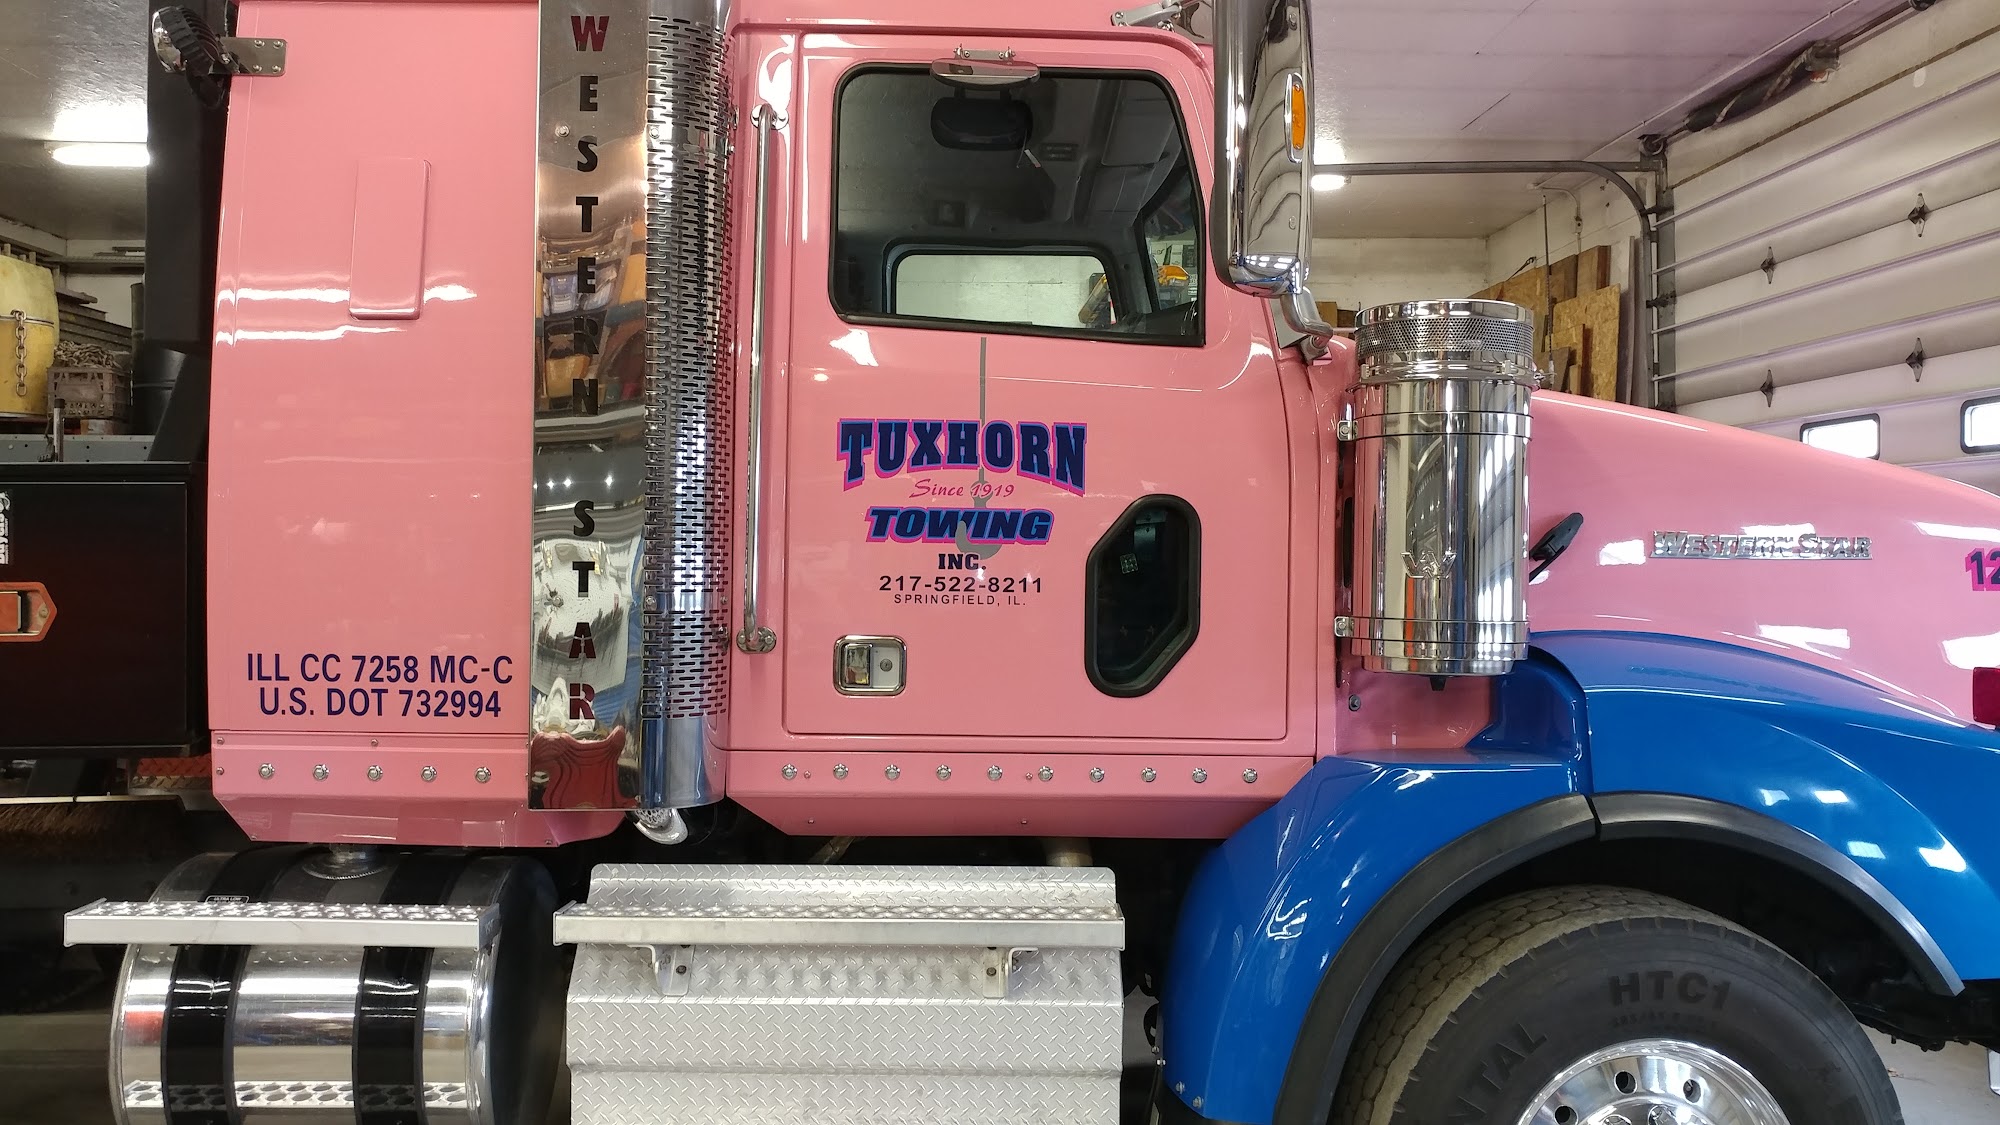 WESTERN STAR
TUXHORN
Since 1919
TOWING
INC.
217-522-8211
SPRINGFIELD, IL.
ILL CC 7258 MC-C
U.S. DOT 732994
WESTERN STAR
12
HTC1